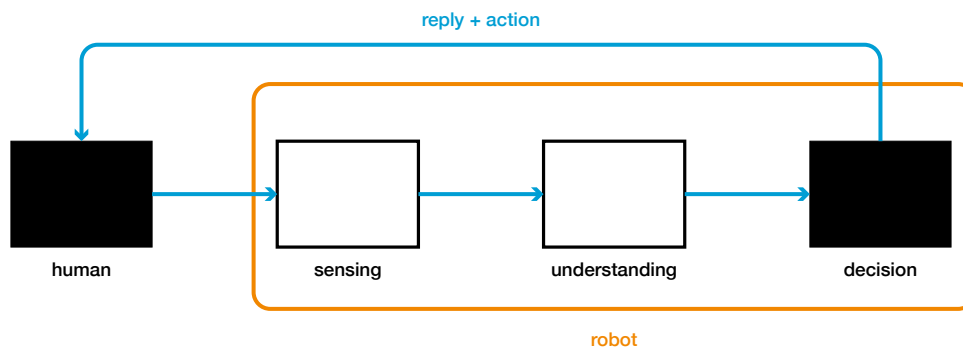 reply + action
human
sensing
understanding
decision
robot